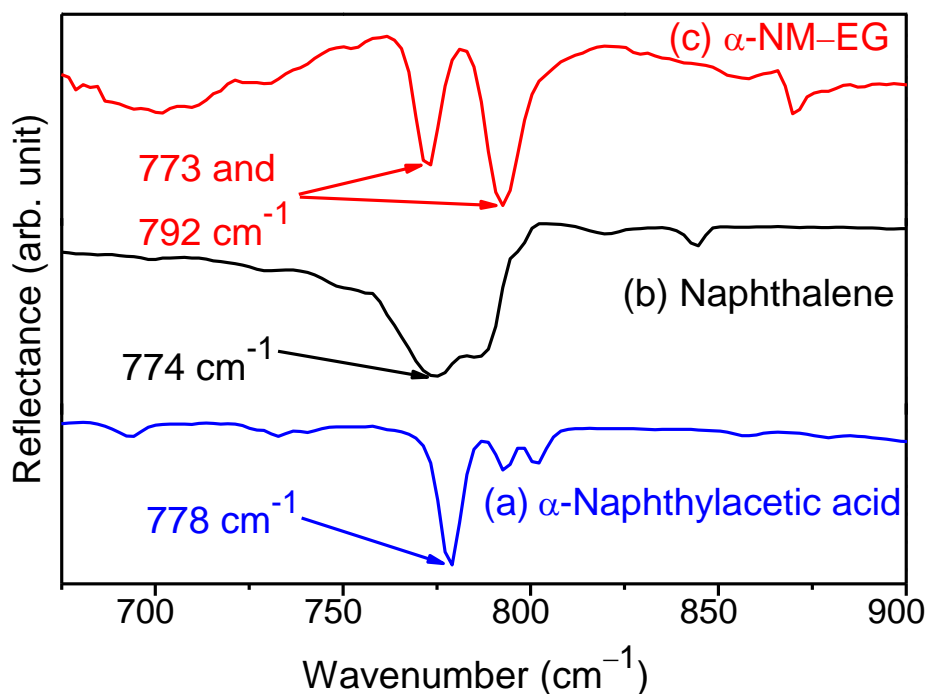 (c) α-NM–EG
773 and
792 cm⁻¹
(b) Naphthalene
774 cm⁻¹
(a) α-Naphthylacetic acid
778 cm⁻¹
Reflectance (arb. unit)
700 750 800 850 900
Wavenumber (cm⁻¹)